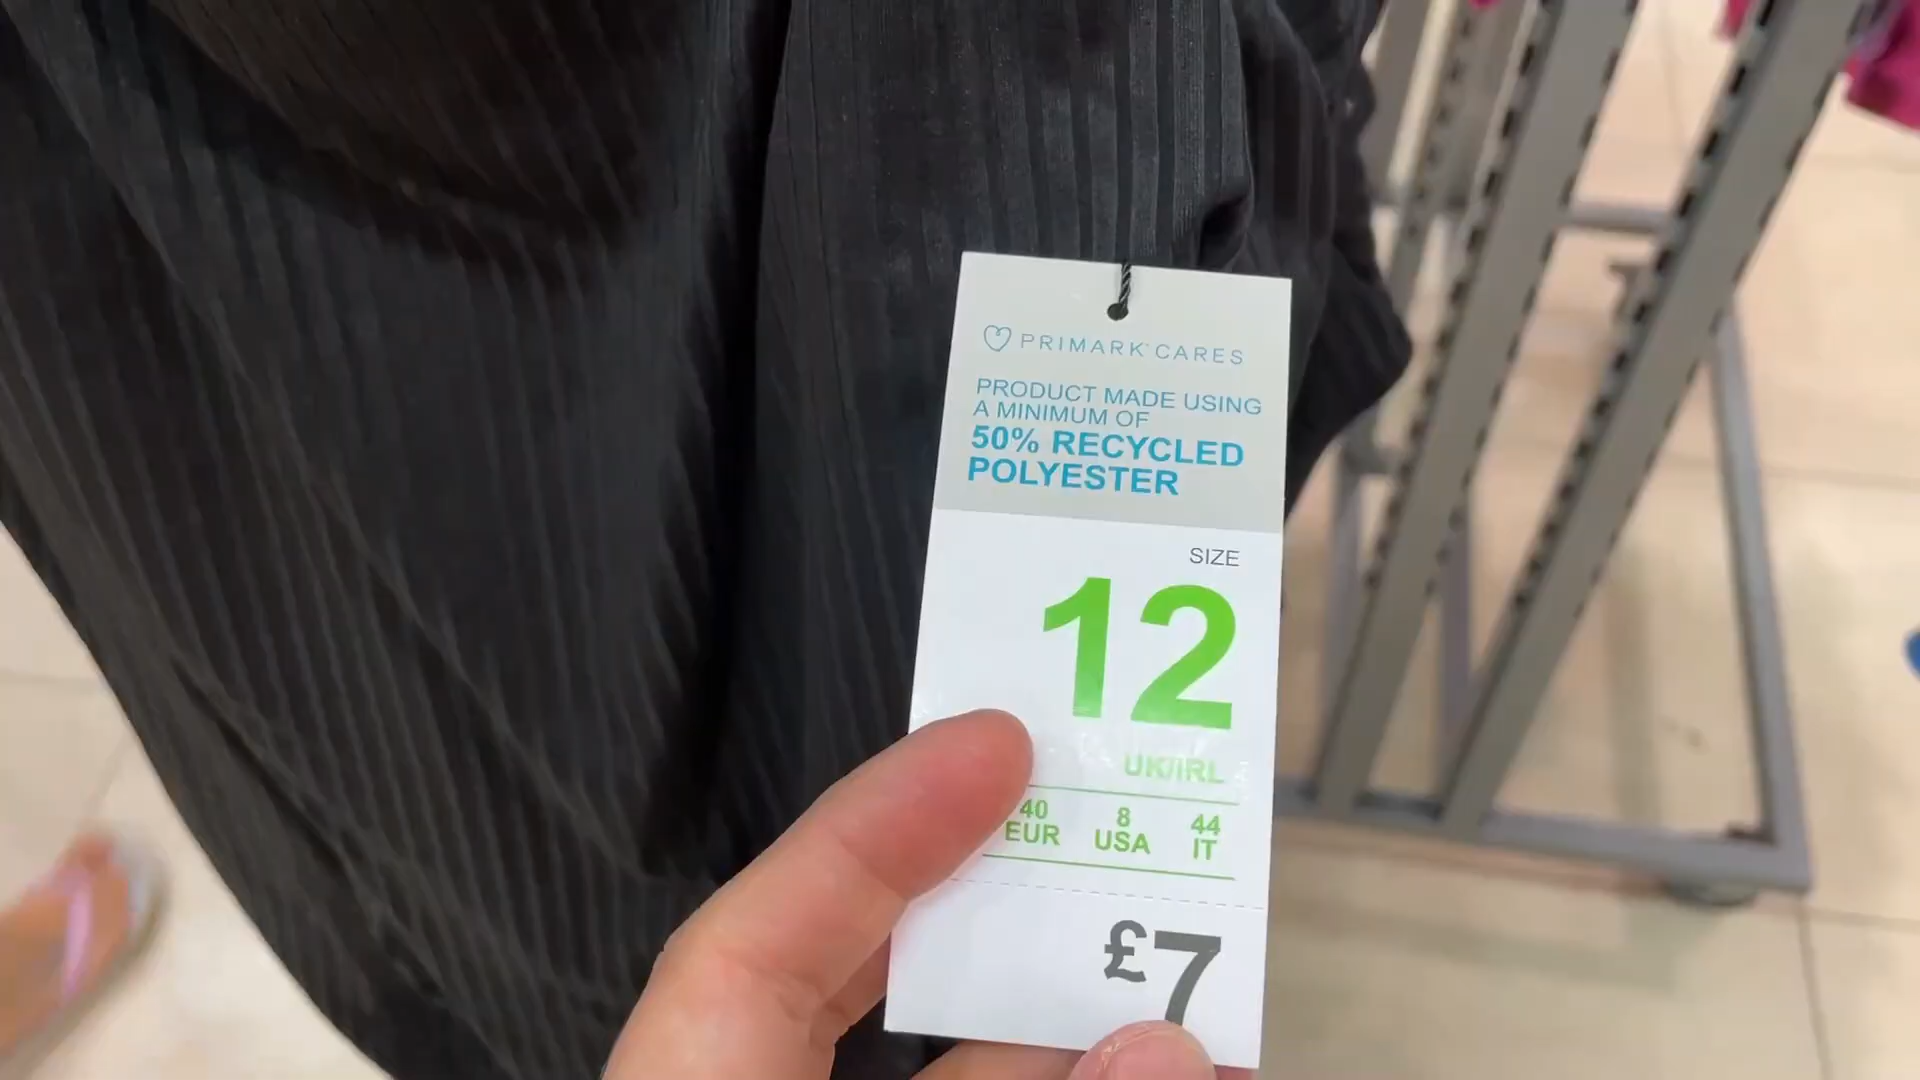 PRIMARK CARES
PRODUCT MADE USING
A MINIMUM OF
50% RECYCLED
POLYESTER
SIZE
12
UK/IRL
40 8 44
EUR USA IT
£7